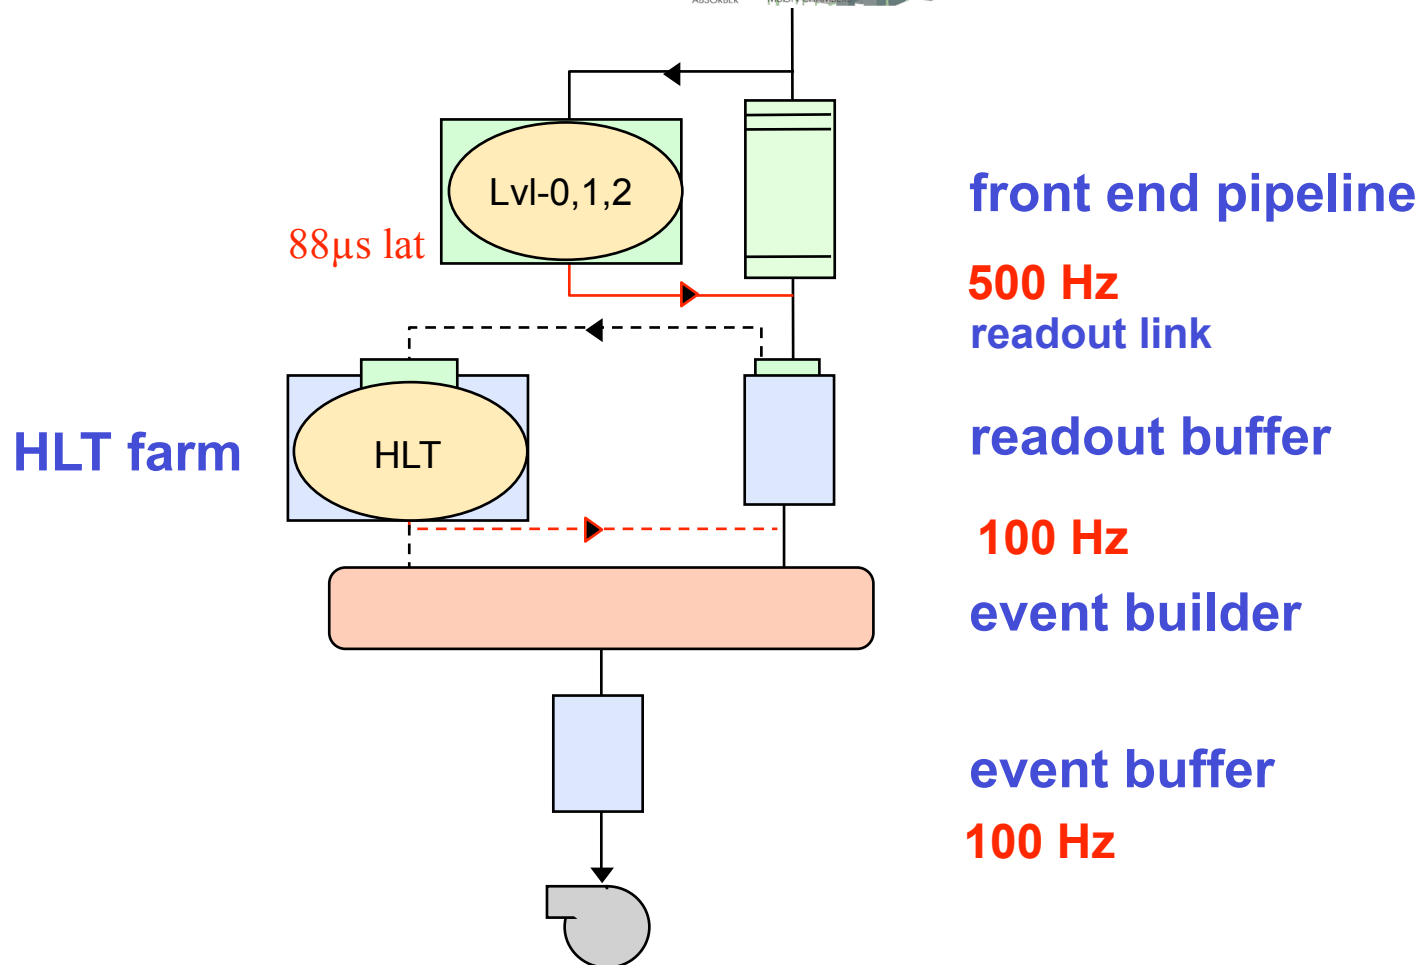 ABSORBER
Lvl-0,1,2
front end pipeline
88µs lat
500 Hz
readout link
HLT farm
HLT
readout buffer
100 Hz
event builder
event buffer
100 Hz